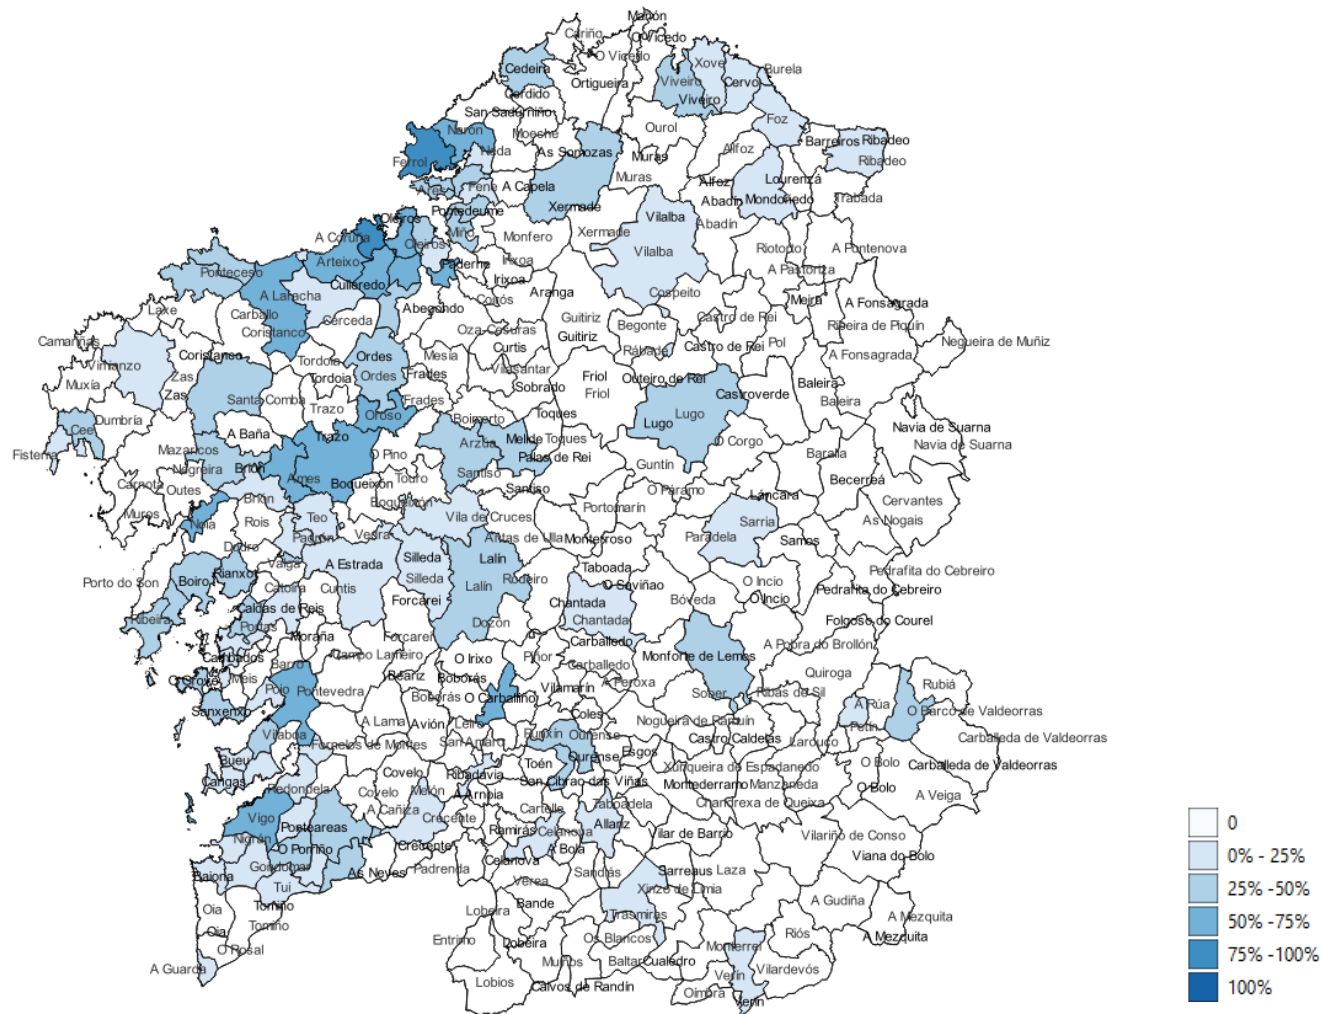 Mañón
Cariño
O Vicedo
O Vicedo
Xove
Burela
Cedeira
Ortigueira
Viveiro
Cervo
Cerdido
Viveiro
San Sadurniño
Foz
Narón
Moeche
Ourol
Barreiros
Ribadeo
Ferrol
Neda
As Somozas
Muras
Alfoz
Ribadeo
Ares
Fene
A Capela
Muras
Alfoz
Lourenzá
Xermade
Abadín
Mondoñedo
Trabada
Oleiros
Pontedeume
Vilalba
Abadín
A Coruña
Oleiros
Miño
Monfero
Xermade
Vilalba
Riotorto
A Pontenova
Arteixo
Paderne
Irixoa
A Pastoriza
Ponteceso
Culleredo
Irixoa
Aranga
Cospeito
Meira
A Laracha
Abegondo
Coirós
A Fonsagrada
Laxe
Carballo
Cerceda
Guitiriz
Begonte
Castro de Rei
Ribeira de Piquín
Coristanco
Oza-Cesuras
Guitiriz
Camariñas
Curtis
Rábade
Castro de Rei
Pol
Negueira de Muñiz
Vimianzo
Coristanco
Tordoia
Ordes
Mesía
Vilasantar
A Fonsagrada
Muxía
Zas
Tordoia
Ordes
Frades
Sobrado
Friol
Outeiro de Rei
Baleira
Zas
Santa Comba
Trazo
Frades
Friol
Castroverde
Baleira
Dumbría
Oroso
Boimorto
Toques
Lugo
Lugo
Cee
A Baña
Trazo
Arzúa
Melide
Toques
O Corgo
Navia de Suarna
Fisterra
Mazaricos
O Pino
Palas de Rei
Baralla
Navia de Suarna
Negreira
Brión
Ames
Boqueixón
Touro
Santiso
Guntín
Becerreá
Carnota
Outes
Brión
Boqueixón
Santiso
O Páramo
Láncara
Cervantes
Muros
Noia
Rois
Teo
Vila de Cruces
Portomarín
Sarria
As Nogais
Padrón
Vedra
Antas de Ulla
Monterroso
Paradela
Samos
Dodro
Valga
A Estrada
Silleda
Lalín
Taboada
Pedrafita do Cebreiro
Porto do Son
Boiro
Rianxo
Catoira
Cuntis
Silleda
Lalín
Rodeiro
O Saviñao
O Incio
Pedrafita do Cebreiro
Caldas de Reis
Forcarei
Chantada
Bóveda
O Incio
Ribeira
Portas
Dozón
Chantada
Folgoso do Courel
Moraña
Forcarei
Carballedo
A Pobra do Brollón
Cambados
Barro
Campo Lameiro
O Irixo
Piñor
Carballedo
Monforte de Lemos
Quiroga
O Grove
Meis
Beariz
Boborás
A Peroxa
Rubiá
Poio
Pontevedra
Boborás
O Carballiño
Vilamarín
Sober
Ribas de Sil
A Rúa
O Barco de Valdeorras
Sanxenxo
A Lama
Avión
Leiro
Coles
Nogueira de Ramuín
Petín
Vilaboa
Fornelos de Montes
San Amaro
Punxín
Ourense
Castro Caldelas
Larouco
Carballeda de Valdeorras
Bueu
Covelo
Ribadavia
Toén
Ourense
Esgos
Xunqueira de Espadanedo
O Bolo
Carballeda de Valdeorras
Cangas
Redondela
Covelo
Melón
A Arnoia
San Cibrao das Viñas
Montederramo
Manzaneda
O Bolo
A Veiga
Vigo
Ponteareas
A Cañiza
Crecente
Cartelle
Taboadela
Chandrexa de Queixa
Nigrán
O Porriño
Crecente
Ramirás
Celanova
Allariz
Vilar de Barrio
Vilariño de Conso
Gondomar
A Bola
Viana do Bolo
Baiona
As Neves
Padrenda
Celanova
Sandiás
Sarreaus
Laza
Tui
Verea
Xinzo de Limia
Oia
Tomiño
Lobeira
Bande
Trasmiras
A Gudiña
A Mezquita
Oia
Tomiño
O Rosal
Entrimo
Lobeira
Os Blancos
Monterrei
Riós
A Mezquita
A Guarda
Muíños
Baltar
Cualedro
Verín
Vilardevós
Lobios
Calvos de Randín
Oímbra
Verín
0
0% - 25%
25% -50%
50% -75%
75% -100%
100%